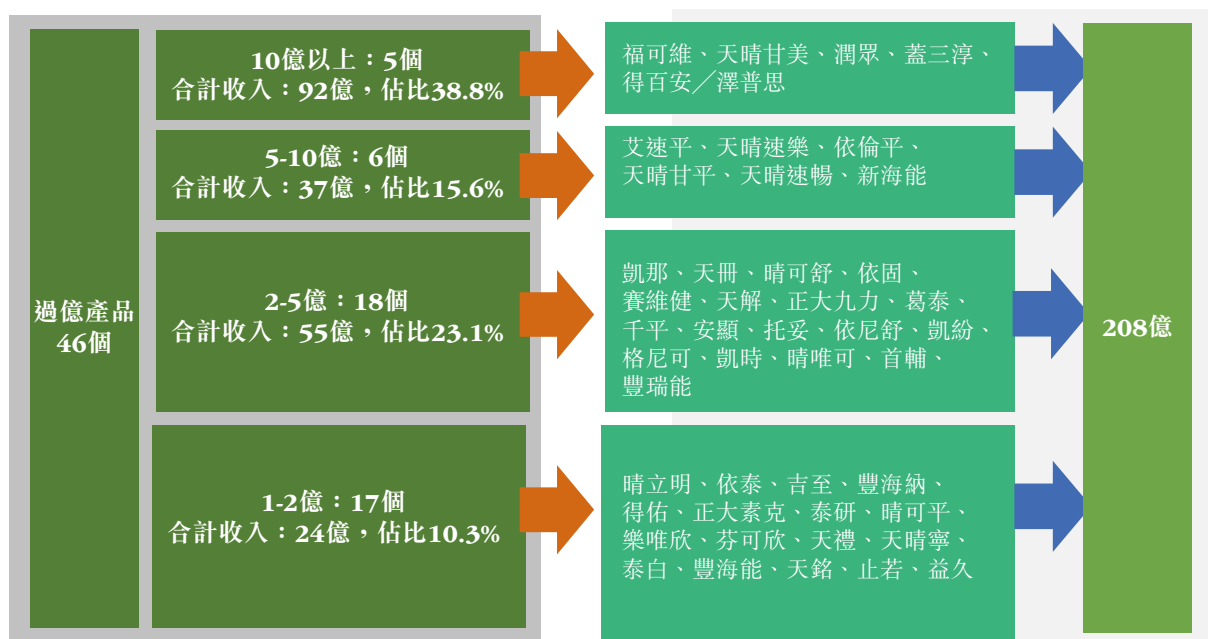 過億產品
46個
10億以上：5個
合計收入：92億，佔比38.8%
福可維、天晴甘美、潤眾、蓋三淳、
得百安╱澤普思
5-10億：6個
合計收入：37億，佔比15.6%
艾速平、天晴速樂、依倫平、
天晴甘平、天晴速暢、新海能
2-5億：18個
合計收入：55億，佔比23.1%
凱那、天冊、晴可舒、依固、
賽維健、天解、正大九力、葛泰、
千平、安顯、托妥、依尼舒、凱紛、
格尼可、凱時、晴唯可、首輔、
豐瑞能
1-2億：17個
合計收入：24億，佔比10.3%
晴立明、依泰、吉至、豐海納、
得佑、正大素克、泰研、晴可平、
樂唯欣、芬可欣、天禮、天晴寧、
泰白、豐海能、天銘、止若、益久
208億